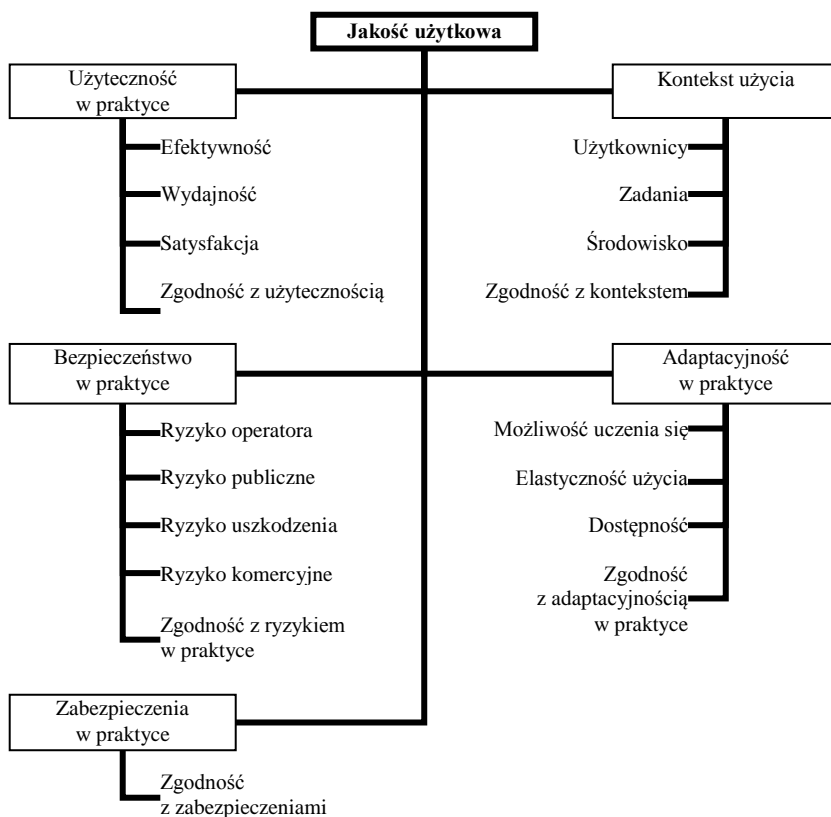 Jakość użytkowa
Użyteczność
w praktyce
Efektywność
Wydajność
Satysfakcja
Zgodność z użytecznością
Kontekst użycia
Użytkownicy
Zadania
Środowisko
Zgodność z kontekstem
Bezpieczeństwo
w praktyce
Ryzyko operatora
Ryzyko publiczne
Ryzyko uszkodzenia
Ryzyko komercyjne
Zgodność z ryzykiem
w praktyce
Adaptacyjność
w praktyce
Możliwość uczenia się
Elastyczność użycia
Dostępność
Zgodność
z adaptacyjnością
w praktyce
Zabezpieczenia
w praktyce
Zgodność
z zabezpieczeniami